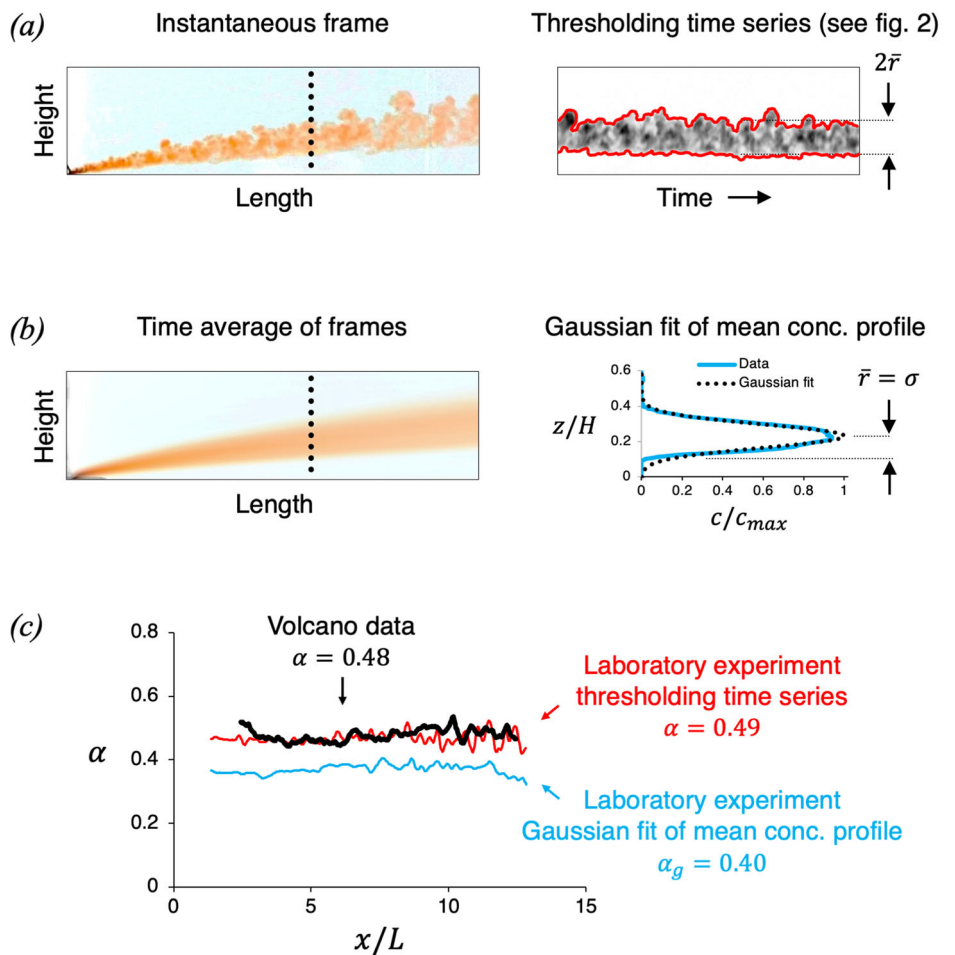 (a)
Instantaneous frame
Thresholding time series (see fig. 2)
2r̄
Height
Length
Time
(b)
Time average of frames
Gaussian fit of mean conc. profile
Height
Length
Data
Gaussian fit
r̄ = σ
z/H
0.6
0.4
0.2
0
0 0.2 0.4 0.6 0.8 1
c/cmax
(c)
Volcano data
α = 0.48
Laboratory experiment
thresholding time series
α = 0.49
Laboratory experiment
Gaussian fit of mean conc. profile
αg = 0.40
α
0.8
0.6
0.4
0.2
0
0 5 10 15
x/L